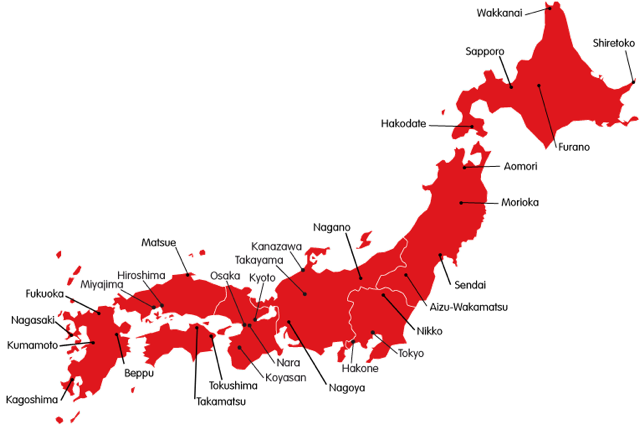 Wakkanai
Shiretoko
Sapporo
Hakodate
Furano
Aomori
Morioka
Nagano
Matsue
Kanazawa
Takayama
Hiroshima
Osaka
Kyoto
Miyajima
Sendai
Fukuoka
Aizu-Wakamatsu
Nagasaki
Nikko
Kumamoto
Tokyo
Nara
Hakone
Beppu
Koyasan
Tokushima
Nagoya
Kagoshima
Takamatsu